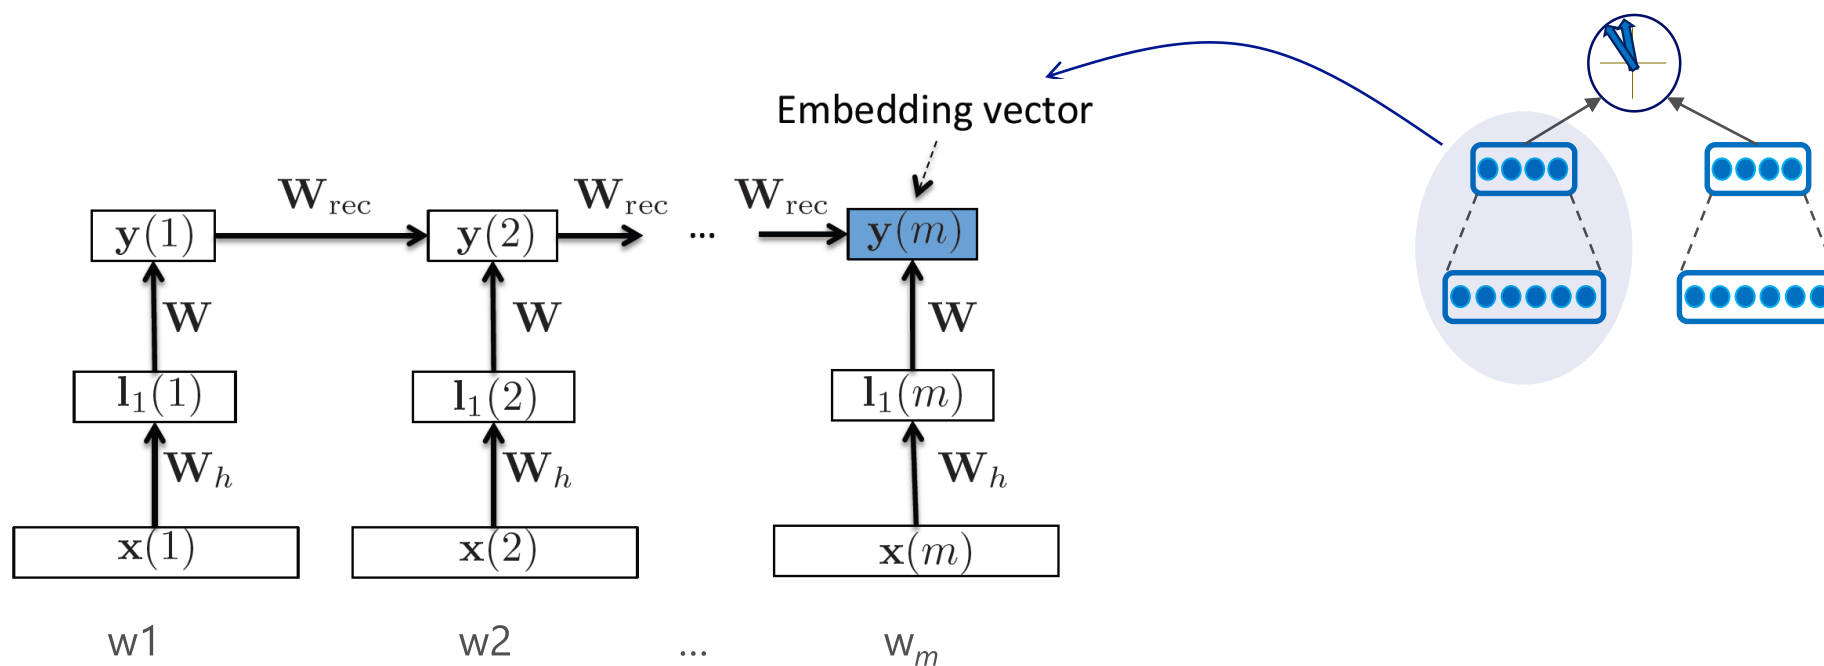 Embedding vector
W_rec W_rec W_rec
y(1) y(2) ... y(m)
W W W
l_1(1) l_1(2) l_1(m)
W_h W_h W_h
x(1) x(2) x(m)
w1 w2 ... w_m